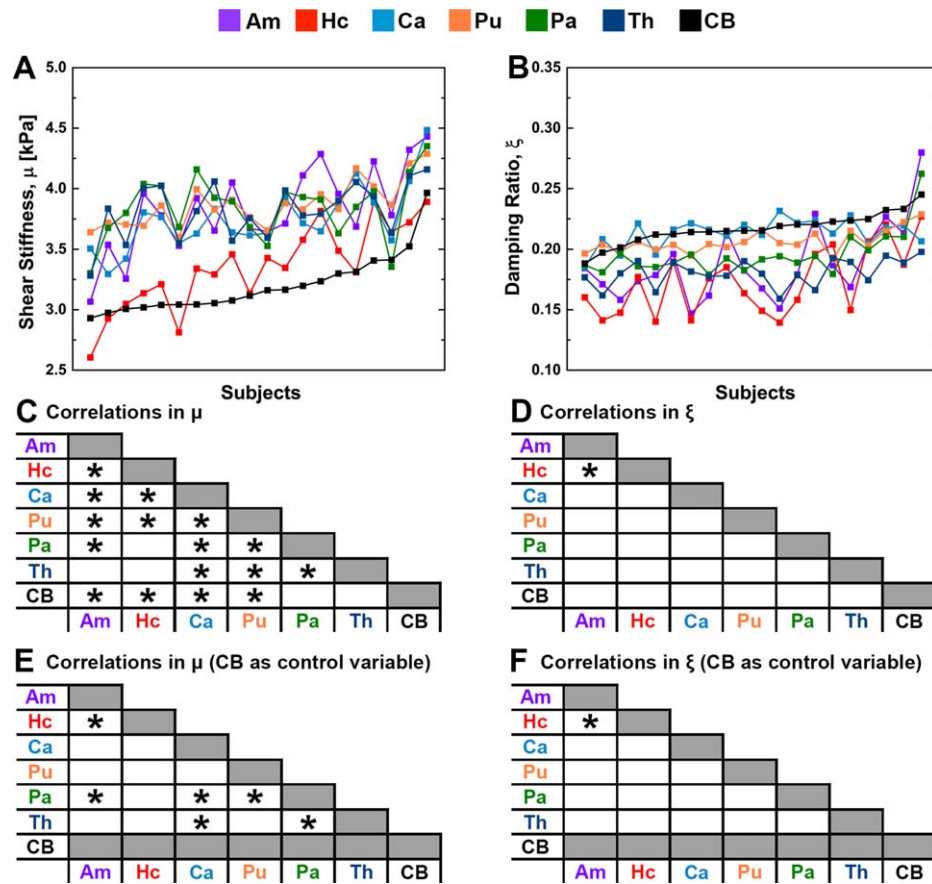 Am Hc Ca Pu Pa Th CB
A
5.0
4.5
4.0
3.5
3.0
2.5
Shear Stiffness, μ [kPa]
Subjects
B
0.35
0.30
0.25
0.20
0.15
0.10
Damping Ratio, ξ
Subjects
C Correlations in μ
Am
Hc *
Ca * *
Pu * * *
Pa * * *
Th * * *
CB * * * *
Am Hc Ca Pu Pa Th CB
D Correlations in ξ
Am
Hc *
Ca
Pu
Pa
Th
CB
Am Hc Ca Pu Pa Th CB
E Correlations in μ (CB as control variable)
Am
Hc *
Ca
Pu
Pa * * *
Th * *
CB
Am Hc Ca Pu Pa Th CB
F Correlations in ξ (CB as control variable)
Am
Hc *
Ca
Pu
Pa
Th
CB
Am Hc Ca Pu Pa Th CB